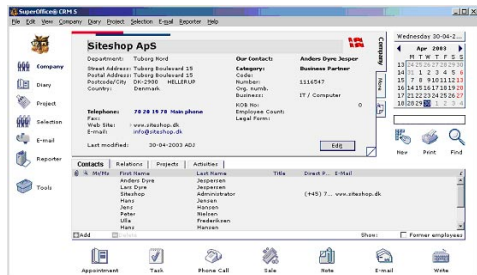 SuperOffice® CRM 5
File Edit View Company Diary Project Selection E-mail Reporter Help
Company
Diary
Project
Selection
E-mail
Reporter
Tools
Siteshop ApS
Department: Tuborg Nord
Street Address: Tuborg Boulevard 15
Postal Address: Tuborg Boulevard 15
Postcode/City DK-2900 HELLERUP
Country: Denmark
Telephone: 70 20 19 70 Main phone
Fax:
Web Site: www.siteshop.dk
E-mail: info@siteshop.dk
Last modified: 30-04-2003 ADJ
Our Contact: Anders Dyre Jesper
Category: Business Partner
Code:
Number: 1116547
Org. numb.
Business: IT / Computer
KOB No: 0
Employee Count:
Legal Form:
Edit
Company
Note
Wednesday 30-04-2...
Apr 2003
M T W T F S S
New Print Find
Contacts Relations Projects Activities
Mr/Ms First Name Last Name Title Direct P... E-Mail
Anders Dyre Jespersen
Lars Dyre Jespersen
Siteshop Administrator (+45) 7... www.siteshop.dk
Hans Jensen
Jens Hansen
Peter Nielsen
Ulla Frederiksen
Hans Hansen
Add Delete Show: Former employees
Appointment Task Phone Call Sale Note E-mail Write